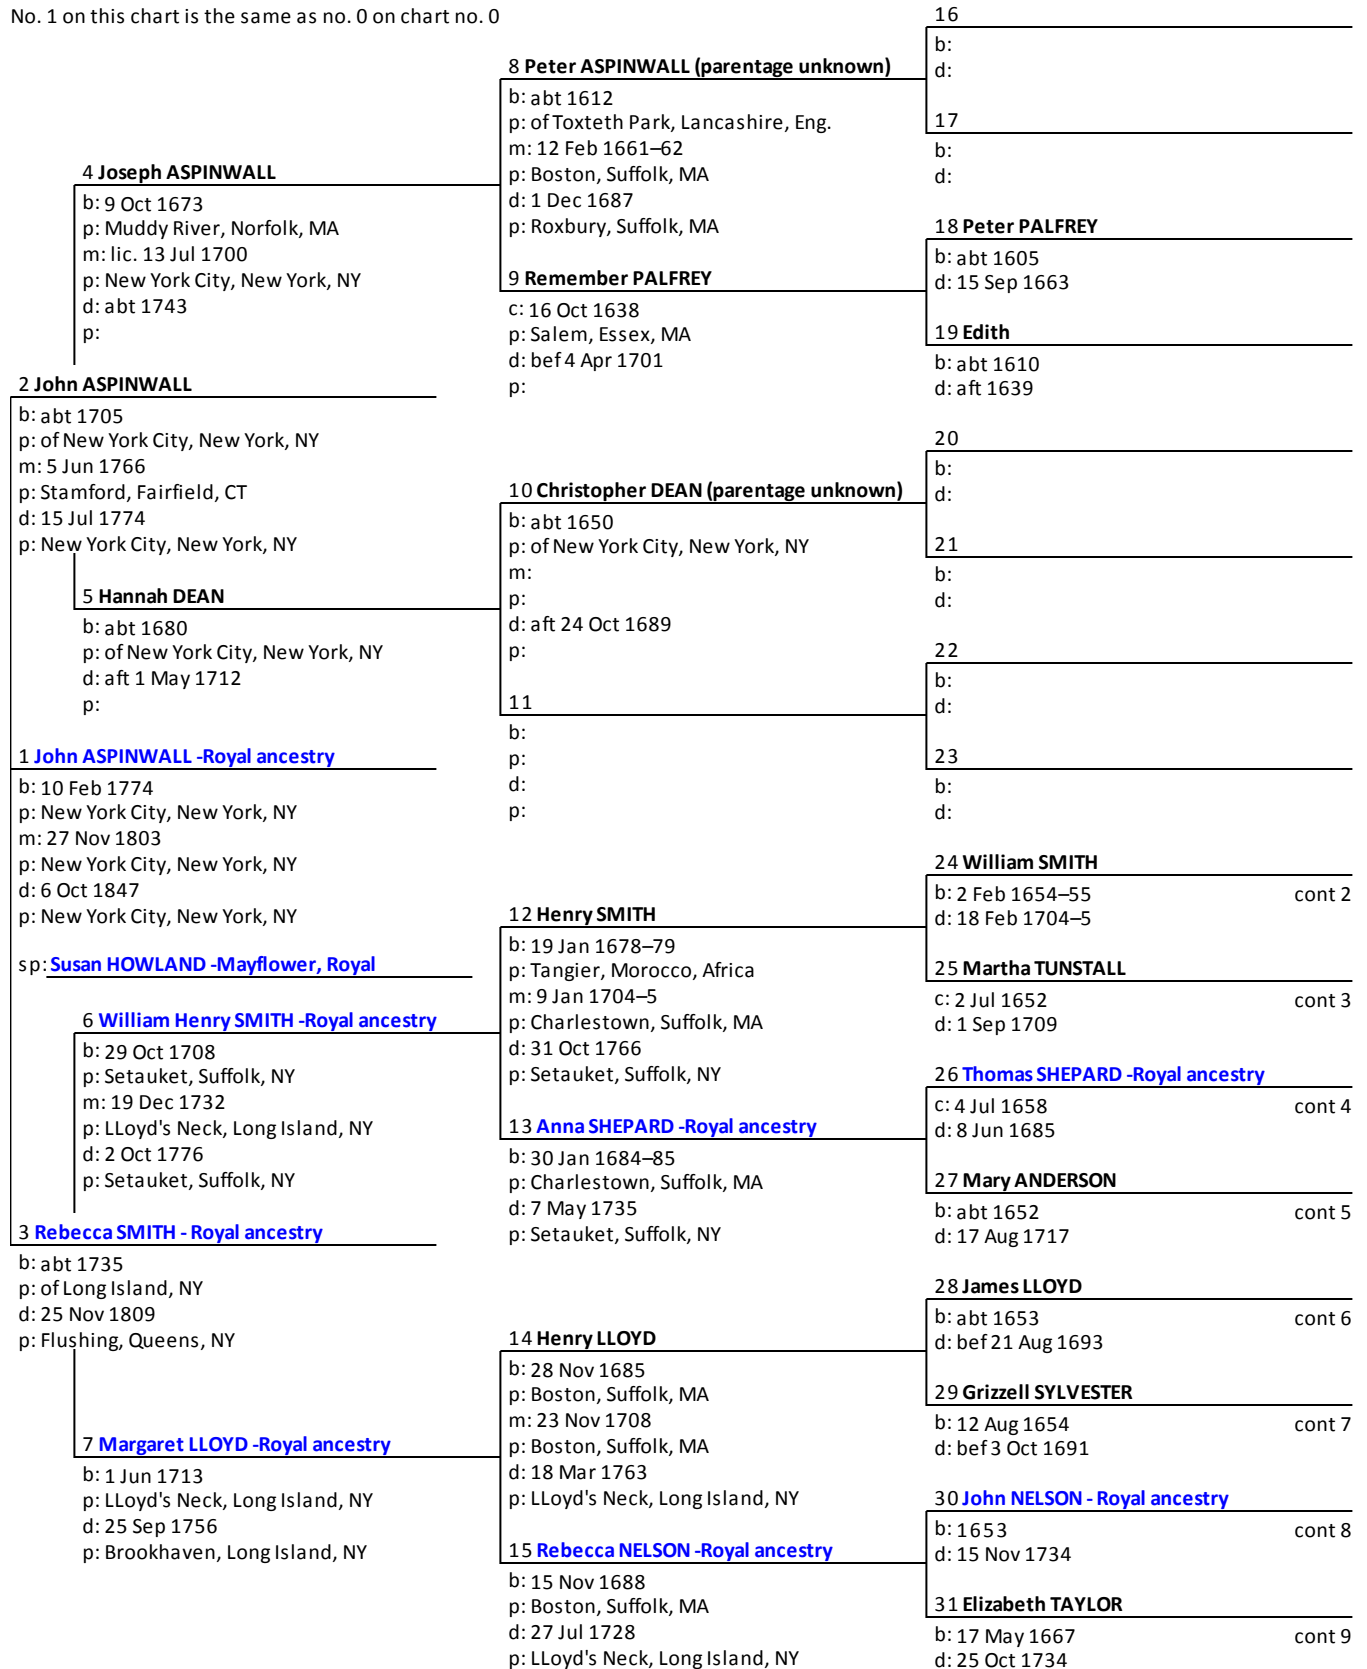 No. 1 on this chart is the same as no. 0 on chart no. 0
4 Joseph ASPINWALL
b: 9 Oct 1673
p: Muddy River, Norfolk, MA
m: lic. 13 Jul 1700
p: New York City, New York, NY
d: abt 1743
p:
2 John ASPINWALL
b: abt 1705
p: of New York City, New York, NY
m: 5 Jun 1766
p: Stamford, Fairfield, CT
d: 15 Jul 1774
p: New York City, New York, NY
5 Hannah DEAN
b: abt 1680
p: of New York City, New York, NY
d: aft 1 May 1712
p:
1 John ASPINWALL -Royal ancestry
b: 10 Feb 1774
p: New York City, New York, NY
m: 27 Nov 1803
p: New York City, New York, NY
d: 6 Oct 1847
p: New York City, New York, NY
sp: Susan HOWLAND -Mayflower, Royal
6 William Henry SMITH -Royal ancestry
b: 29 Oct 1708
p: Setauket, Suffolk, NY
m: 19 Dec 1732
p: LLoyd's Neck, Long Island, NY
d: 2 Oct 1776
p: Setauket, Suffolk, NY
3 Rebecca SMITH - Royal ancestry
b: abt 1735
p: of Long Island, NY
d: 25 Nov 1809
p: Flushing, Queens, NY
7 Margaret LLOYD -Royal ancestry
b: 1 Jun 1713
p: LLoyd's Neck, Long Island, NY
d: 25 Sep 1756
p: Brookhaven, Long Island, NY
8 Peter ASPINWALL (parentage unknown)
b: abt 1612
p: of Toxteth Park, Lancashire, Eng.
m: 12 Feb 1661–62
p: Boston, Suffolk, MA
d: 1 Dec 1687
p: Roxbury, Suffolk, MA
9 Remember PALFREY
c: 16 Oct 1638
p: Salem, Essex, MA
d: bef 4 Apr 1701
p:
10 Christopher DEAN (parentage unknown)
b: abt 1650
p: of New York City, New York, NY
m:
p:
d: aft 24 Oct 1689
p:
11
b:
p:
d:
p:
12 Henry SMITH
b: 19 Jan 1678–79
p: Tangier, Morocco, Africa
m: 9 Jan 1704–5
p: Charlestown, Suffolk, MA
d: 31 Oct 1766
p: Setauket, Suffolk, NY
13 Anna SHEPARD -Royal ancestry
b: 30 Jan 1684–85
p: Charlestown, Suffolk, MA
d: 7 May 1735
p: Setauket, Suffolk, NY
14 Henry LLOYD
b: 28 Nov 1685
p: Boston, Suffolk, MA
m: 23 Nov 1708
p: Boston, Suffolk, MA
d: 18 Mar 1763
p: LLoyd's Neck, Long Island, NY
15 Rebecca NELSON -Royal ancestry
b: 15 Nov 1688
p: Boston, Suffolk, MA
d: 27 Jul 1728
p: LLoyd's Neck, Long Island, NY
16
b:
d:
17
b:
d:
18 Peter PALFREY
b: abt 1605
d: 15 Sep 1663
19 Edith
b: abt 1610
d: aft 1639
20
b:
d:
21
b:
d:
22
b:
d:
23
b:
d:
24 William SMITH
b: 2 Feb 1654–55 cont 2
d: 18 Feb 1704–5
25 Martha TUNSTALL
c: 2 Jul 1652 cont 3
d: 1 Sep 1709
26 Thomas SHEPARD -Royal ancestry
c: 4 Jul 1658 cont 4
d: 8 Jun 1685
27 Mary ANDERSON
b: abt 1652 cont 5
d: 17 Aug 1717
28 James LLOYD
b: abt 1653 cont 6
d: bef 21 Aug 1693
29 Grizzell SYLVESTER
b: 12 Aug 1654 cont 7
d: bef 3 Oct 1691
30 John NELSON - Royal ancestry
b: 1653 cont 8
d: 15 Nov 1734
31 Elizabeth TAYLOR
b: 17 May 1667 cont 9
d: 25 Oct 1734